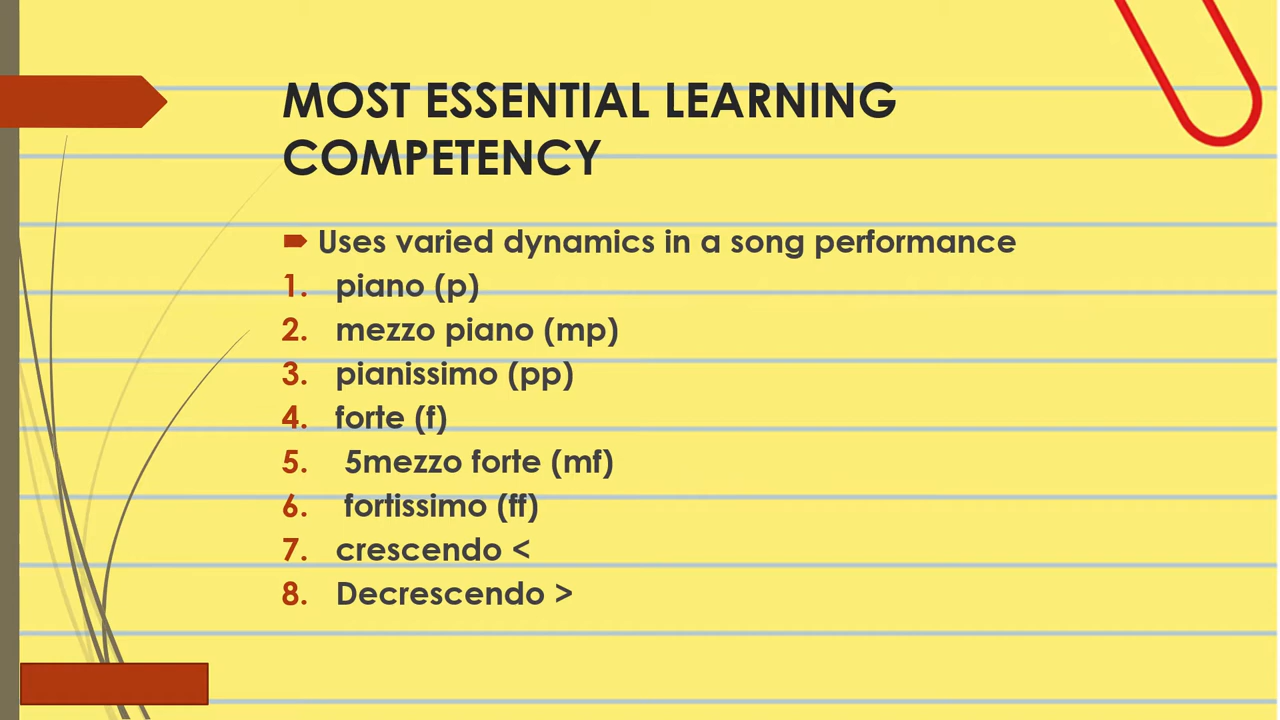 MOST ESSENTIAL LEARNING
COMPETENCY
Uses varied dynamics in a song performance
1. piano (p)
2. mezzo piano (mp)
3. pianissimo (pp)
4. forte (f)
5. 5mezzo forte (mf)
6. fortissimo (ff)
7. crescendo <
8. Decrescendo >